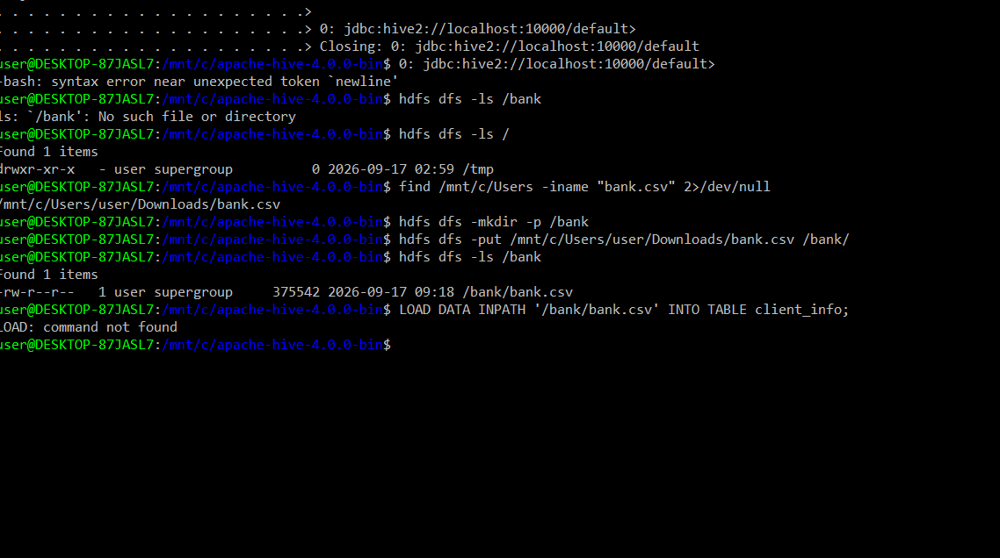 . . . . . . . . . . . . . . . . . . . .>
. . . . . . . . . . . . . . . . . . . .> 0: jdbc:hive2://localhost:10000/default>
. . . . . . . . . . . . . . . . . . . .> Closing: 0: jdbc:hive2://localhost:10000/default
user@DESKTOP-87JASL7:/mnt/c/apache-hive-4.0.0-bin$ 0: jdbc:hive2://localhost:10000/default>
-bash: syntax error near unexpected token `newline'
user@DESKTOP-87JASL7:/mnt/c/apache-hive-4.0.0-bin$ hdfs dfs -ls /bank
ls: `/bank': No such file or directory
user@DESKTOP-87JASL7:/mnt/c/apache-hive-4.0.0-bin$ hdfs dfs -ls /
Found 1 items
drwxr-xr-x   - user supergroup          0 2026-09-17 02:59 /tmp
user@DESKTOP-87JASL7:/mnt/c/apache-hive-4.0.0-bin$ find /mnt/c/Users -iname "bank.csv" 2>/dev/null
/mnt/c/Users/user/Downloads/bank.csv
user@DESKTOP-87JASL7:/mnt/c/apache-hive-4.0.0-bin$ hdfs dfs -mkdir -p /bank
user@DESKTOP-87JASL7:/mnt/c/apache-hive-4.0.0-bin$ hdfs dfs -put /mnt/c/Users/user/Downloads/bank.csv /bank/
user@DESKTOP-87JASL7:/mnt/c/apache-hive-4.0.0-bin$ hdfs dfs -ls /bank
Found 1 items
-rw-r--r--   1 user supergroup     375542 2026-09-17 09:18 /bank/bank.csv
user@DESKTOP-87JASL7:/mnt/c/apache-hive-4.0.0-bin$ LOAD DATA INPATH '/bank/bank.csv' INTO TABLE client_info;
LOAD: command not found
user@DESKTOP-87JASL7:/mnt/c/apache-hive-4.0.0-bin$